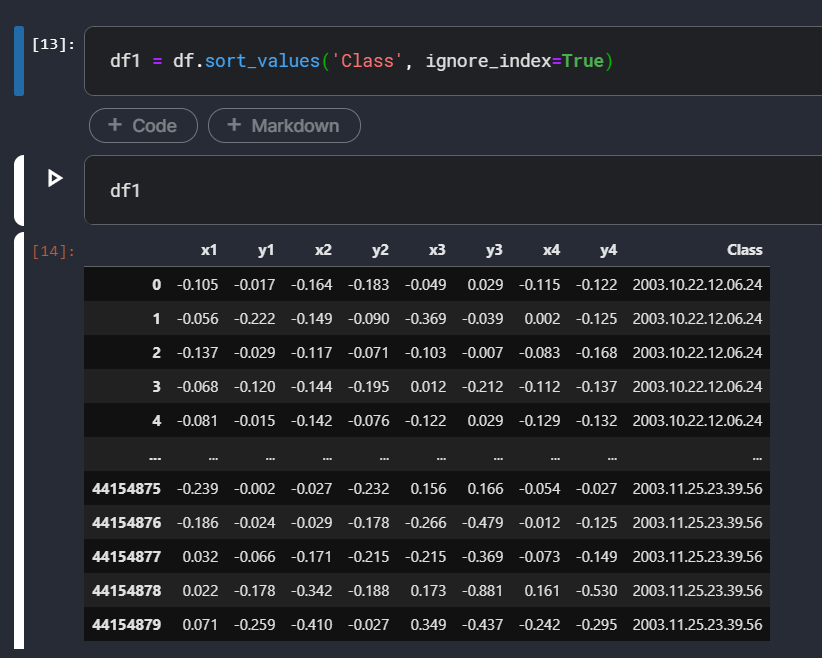 [13]:
df1 = df.sort_values('Class', ignore_index=True)
+ Code + Markdown
df1
[14]:
x1 y1 x2 y2 x3 y3 x4 y4 Class
0 -0.105 -0.017 -0.164 -0.183 -0.049 0.029 -0.115 -0.122 2003.10.22.12.06.24
1 -0.056 -0.222 -0.149 -0.090 -0.369 -0.039 0.002 -0.125 2003.10.22.12.06.24
2 -0.137 -0.029 -0.117 -0.071 -0.103 -0.007 -0.083 -0.168 2003.10.22.12.06.24
3 -0.068 -0.120 -0.144 -0.195 0.012 -0.212 -0.112 -0.137 2003.10.22.12.06.24
4 -0.081 -0.015 -0.142 -0.076 -0.122 0.029 -0.129 -0.132 2003.10.22.12.06.24
... ... ... ... ... ... ... ... ... ...
44154875 -0.239 -0.002 -0.027 -0.232 0.156 0.166 -0.054 -0.027 2003.11.25.23.39.56
44154876 -0.186 -0.024 -0.029 -0.178 -0.266 -0.479 -0.012 -0.125 2003.11.25.23.39.56
44154877 0.032 -0.066 -0.171 -0.215 -0.215 -0.369 -0.073 -0.149 2003.11.25.23.39.56
44154878 0.022 -0.178 -0.342 -0.188 0.173 -0.881 0.161 -0.530 2003.11.25.23.39.56
44154879 0.071 -0.259 -0.410 -0.027 0.349 -0.437 -0.242 -0.295 2003.11.25.23.39.56